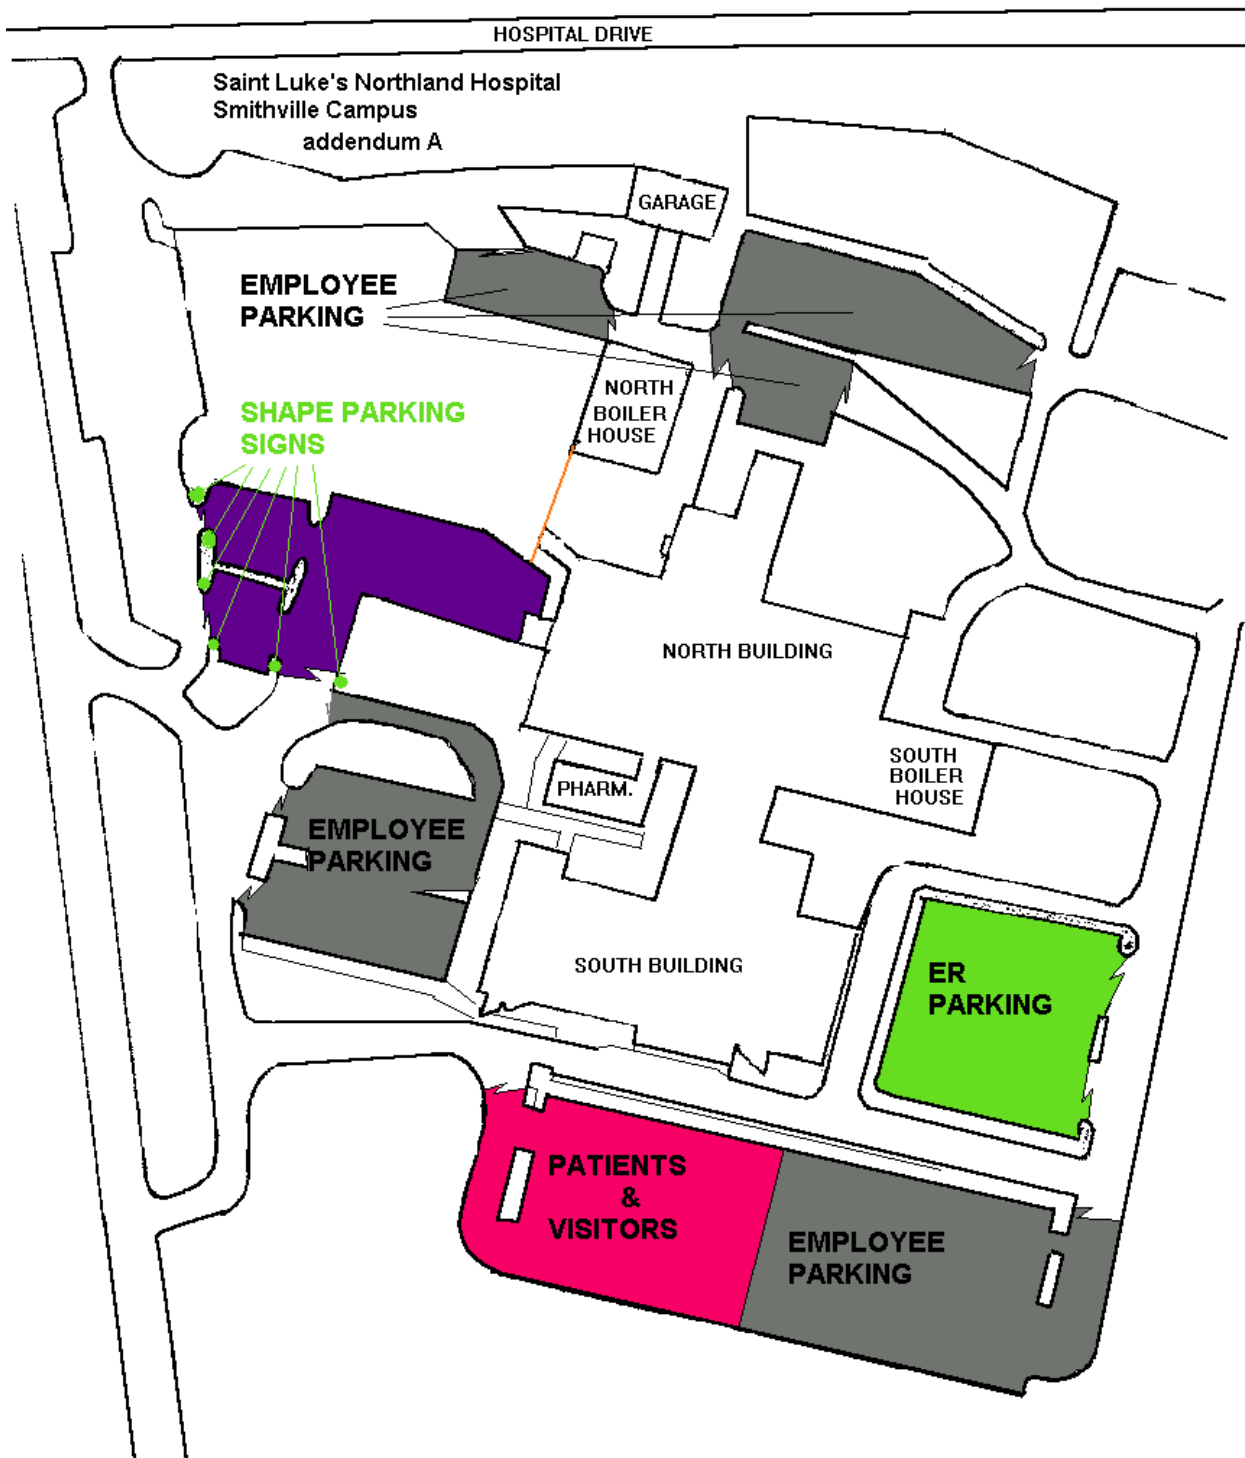 HOSPITAL DRIVE
Saint Luke's Northland Hospital
Smithville Campus
addendum A
GARAGE
EMPLOYEE
PARKING
NORTH
BOILER
HOUSE
SHAPE PARKING
SIGNS
NORTH BUILDING
SOUTH
BOILER
HOUSE
PHARM.
EMPLOYEE
PARKING
SOUTH BUILDING
ER
PARKING
PATIENTS
&
VISITORS
EMPLOYEE
PARKING